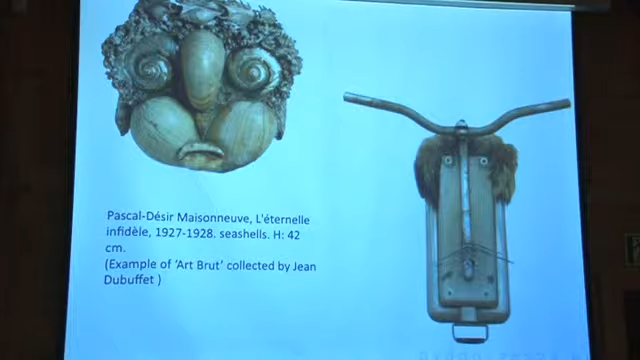 Pascal-Désir Maisonneuve, L'éternelle
infidèle, 1927-1928, seashells. H: 42
cm.
(Example of 'Art Brut' collected by Jean
Dubuffet )